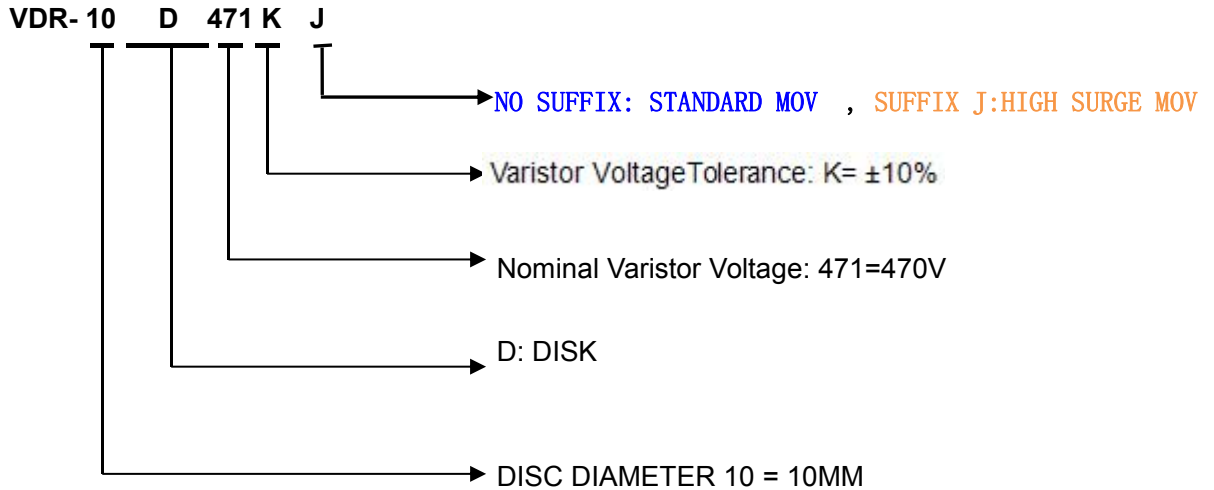 VDR- 10 D 471 K J
NO SUFFIX: STANDARD MOV , SUFFIX J:HIGH SURGE MOV
Varistor VoltageTolerance: K= ±10%
Nominal Varistor Voltage: 471=470V
D: DISK
DISC DIAMETER 10 = 10MM